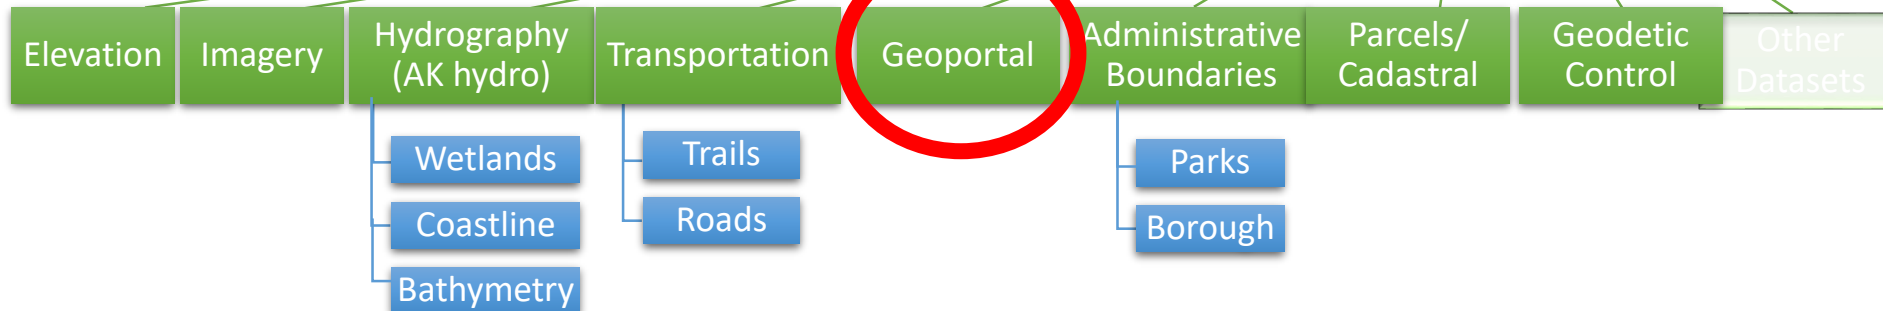 Elevation
Imagery
Hydrography
(AK hydro)
Transportation
Geoportal
Administrative
Boundaries
Parcels/
Cadastral
Geodetic
Control
Other
Datasets
Wetlands
Coastline
Bathymetry
Trails
Roads
Parks
Borough